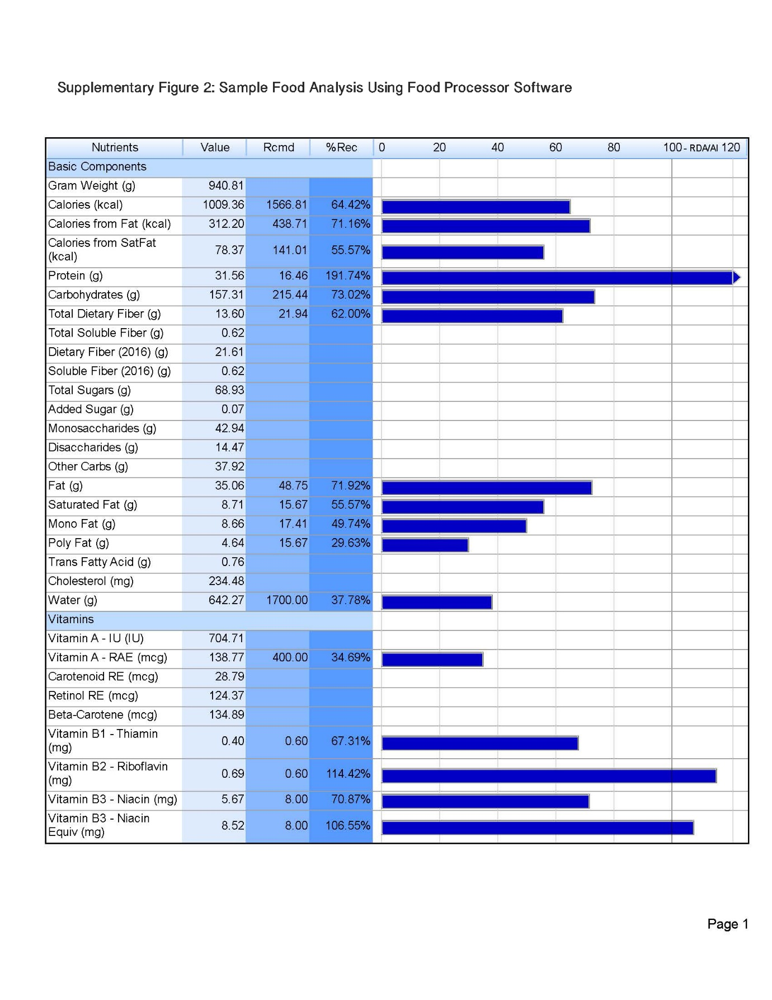 Supplementary Figure 2: Sample Food Analysis Using Food Processor Software
Nutrients Value Rcmd %Rec 0 20 40 60 80 100 - RDA/AI 120
Basic Components
Gram Weight (g) 940.81
Calories (kcal) 1009.36 1566.81 64.42%
Calories from Fat (kcal) 312.20 438.71 71.16%
Calories from SatFat
(kcal) 78.37 141.01 55.57%
Protein (g) 31.56 16.46 191.74%
Carbohydrates (g) 157.31 215.44 73.02%
Total Dietary Fiber (g) 13.60 21.94 62.00%
Total Soluble Fiber (g) 0.62
Dietary Fiber (2016) (g) 21.61
Soluble Fiber (2016) (g) 0.62
Total Sugars (g) 68.93
Added Sugar (g) 0.07
Monosaccharides (g) 42.94
Disaccharides (g) 14.47
Other Carbs (g) 37.92
Fat (g) 35.06 48.75 71.92%
Saturated Fat (g) 8.71 15.67 55.57%
Mono Fat (g) 8.66 17.41 49.74%
Poly Fat (g) 4.64 15.67 29.63%
Trans Fatty Acid (g) 0.76
Cholesterol (mg) 234.48
Water (g) 642.27 1700.00 37.78%
Vitamins
Vitamin A - IU (IU) 704.71
Vitamin A - RAE (mcg) 138.77 400.00 34.69%
Carotenoid RE (mcg) 28.79
Retinol RE (mcg) 124.37
Beta-Carotene (mcg) 134.89
Vitamin B1 - Thiamin
(mg) 0.40 0.60 67.31%
Vitamin B2 - Riboflavin
(mg) 0.69 0.60 114.42%
Vitamin B3 - Niacin (mg) 5.67 8.00 70.87%
Vitamin B3 - Niacin
Equiv (mg) 8.52 8.00 106.55%
Page 1